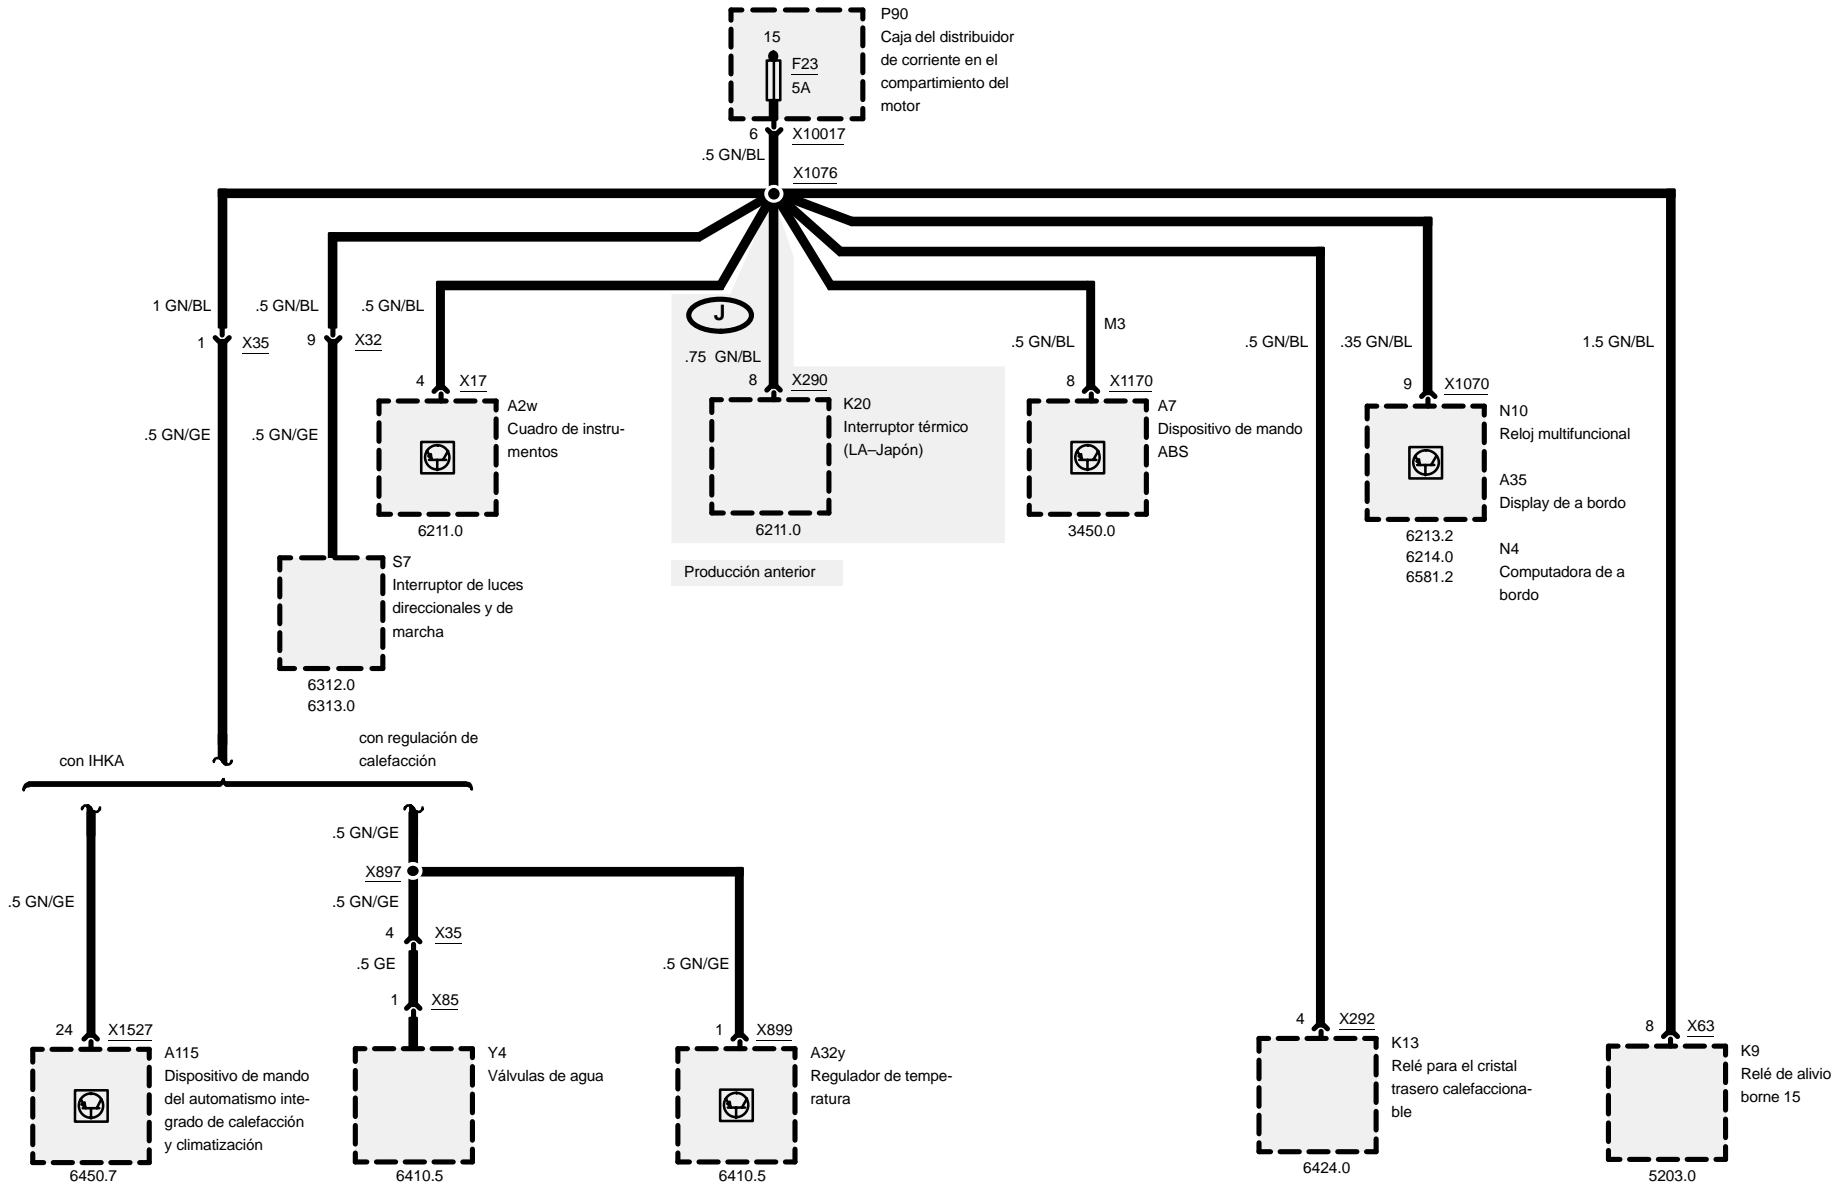 P90
Caja del distribuidor
de corriente en el
compartimiento del
motor
15
F23
5A
6
X10017
.5 GN/BL
X1076
1 GN/BL
1
X35
.5 GN/GE
.5 GN/BL
9
X32
.5 GN/GE
.5 GN/BL
4
X17
A2w
Cuadro de instru-
mentos
6211.0
J
.75 GN/BL
8
X290
K20
Interruptor térmico
(LA–Japón)
6211.0
Producción anterior
M3
.5 GN/BL
8
X1170
A7
Dispositivo de mando
ABS
3450.0
.5 GN/BL
.35 GN/BL
9
X1070
N10
Reloj multifuncional
A35
Display de a bordo
N4
Computadora de a
bordo
6213.2
6214.0
6581.2
1.5 GN/BL
S7
Interruptor de luces
direccionales y de
marcha
6312.0
6313.0
con IHKA
con regulación de
calefacción
.5 GN/GE
X897
.5 GN/GE
.5 GN/GE
4
X35
.5 GE
1
X85
.5 GN/GE
24
X1527
A115
Dispositivo de mando
del automatismo inte-
grado de calefacción
y climatización
6450.7
Y4
Válvulas de agua
6410.5
1
X899
A32y
Regulador de tempe-
ratura
6410.5
4
X292
K13
Relé para el cristal
trasero calefacciona-
ble
6424.0
8
X63
K9
Relé de alivio
borne 15
5203.0